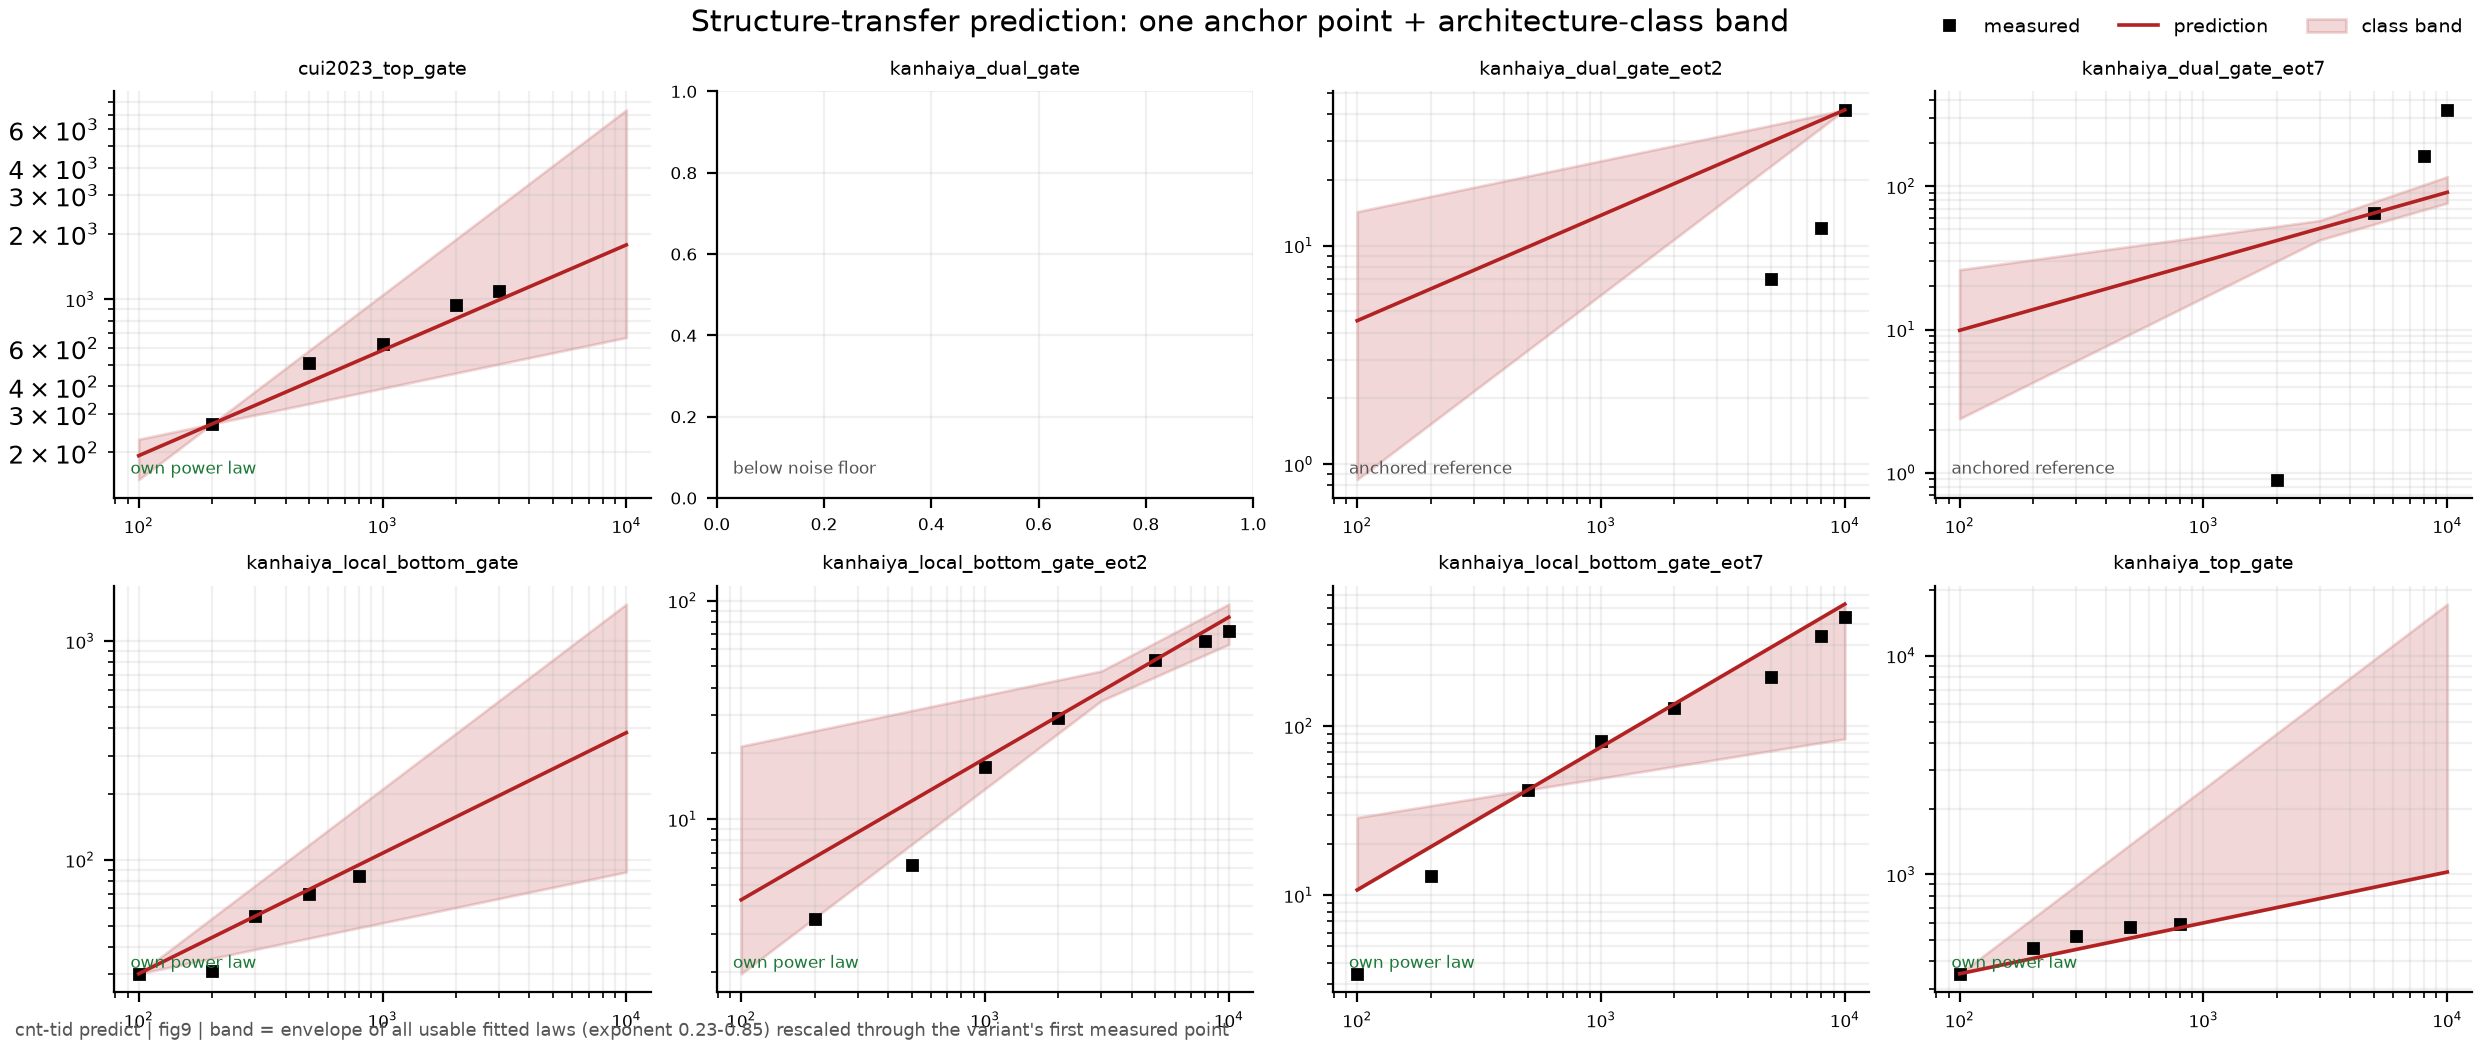 Structure-transfer prediction: one anchor point + architecture-class band
measured
prediction
class band
cui2023_top_gate
6 × 10³
4 × 10³
3 × 10³
2 × 10³
10³
6 × 10²
4 × 10²
3 × 10²
2 × 10²
own power law
10² 10³ 10⁴
kanhaiya_dual_gate
1.0
0.8
0.6
0.4
0.2
0.0
below noise floor
0.0 0.2 0.4 0.6 0.8 1.0
kanhaiya_dual_gate_eot2
10¹
10⁰
anchored reference
10² 10³ 10⁴
kanhaiya_dual_gate_eot7
10²
10¹
10⁰
anchored reference
10² 10³ 10⁴
kanhaiya_local_bottom_gate
10³
10²
own power law
10² 10³ 10⁴
kanhaiya_local_bottom_gate_eot2
10²
10¹
own power law
10² 10³ 10⁴
kanhaiya_local_bottom_gate_eot7
10²
10¹
own power law
10² 10³ 10⁴
kanhaiya_top_gate
10⁴
10³
own power law
10² 10³ 10⁴
cnt-tid predict | fig9 | band = envelope of all usable fitted laws (exponent 0.23-0.85) rescaled through the variant's first measured point